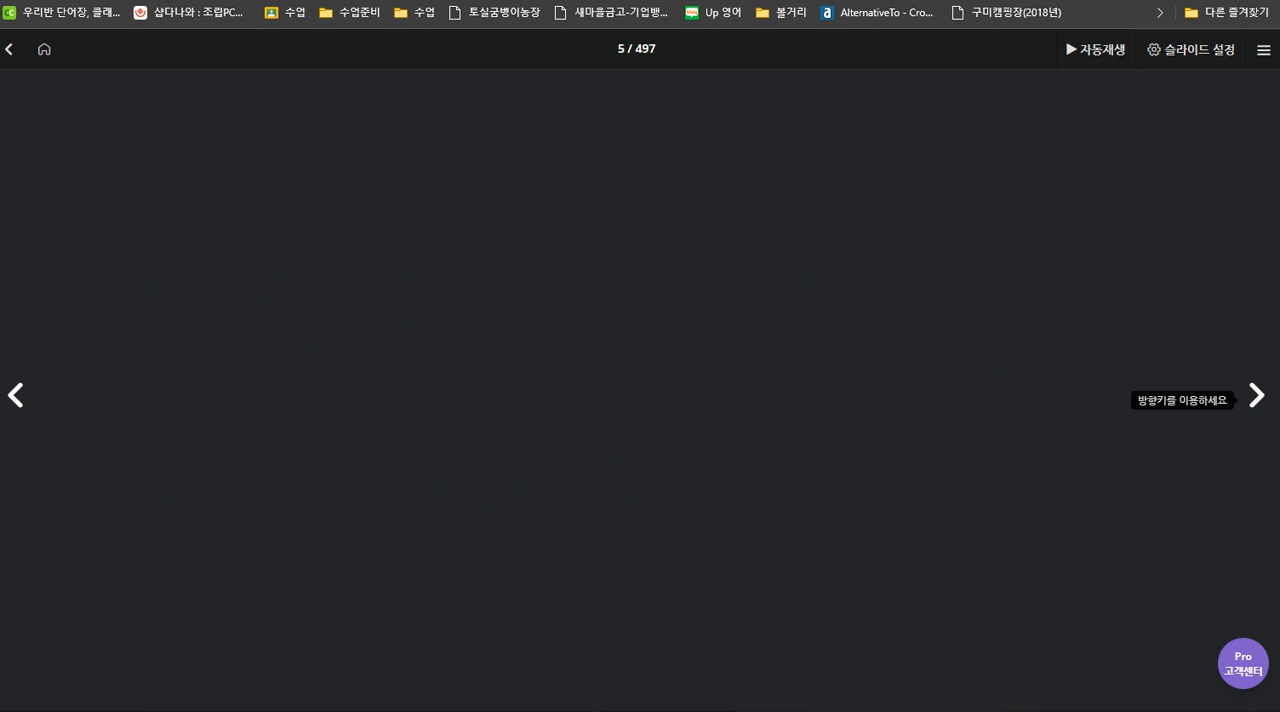 우리반 단어장, 클래... 샵다나와 : 조립PC... 수업 수업준비 수업 토실굼벵이농장 새마을금고-기업뱅... Up 영어 볼거리 AlternativeTo - Cro... 구미캠핑장(2018년) 다른 즐겨찾기
5 / 497 자동재생 슬라이드 설정
방향키를 이용하세요
Pro
고객센터